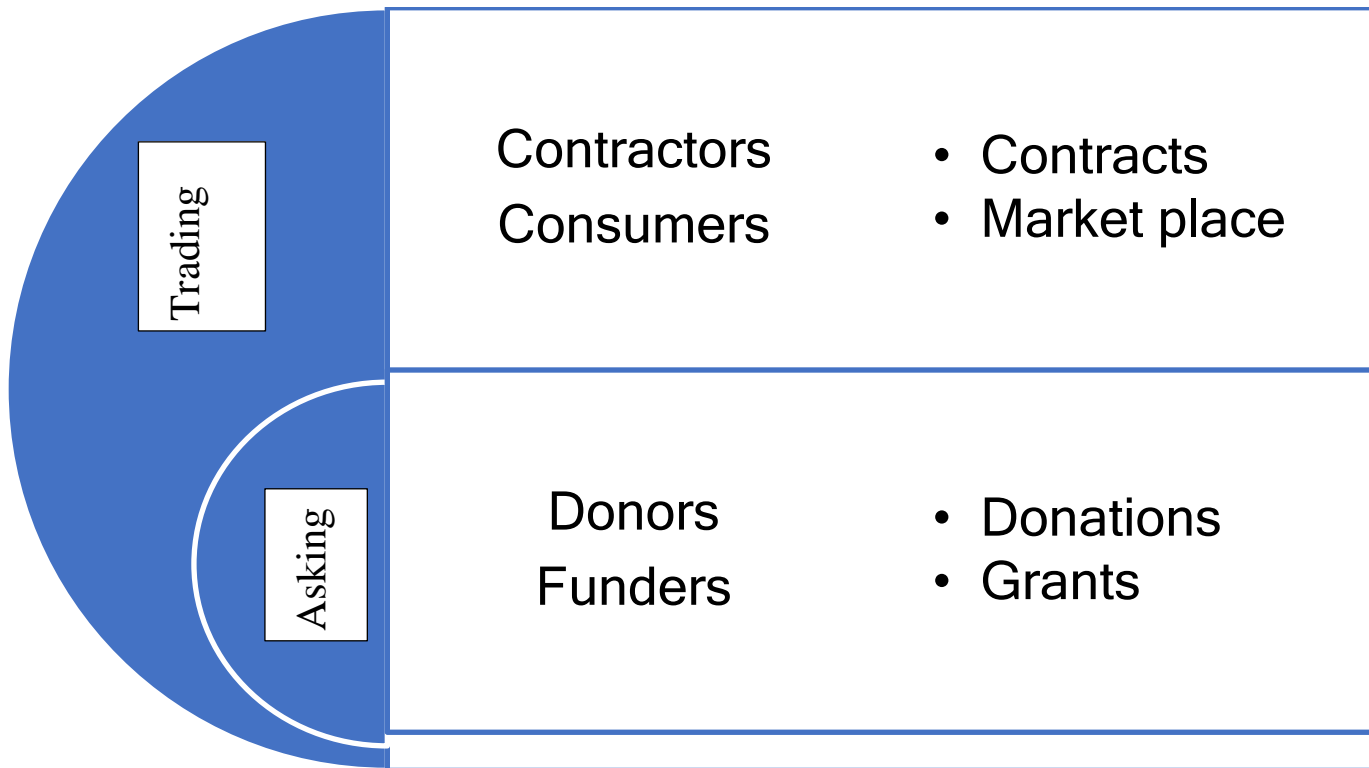 Trading
Contractors
Consumers
• Contracts
• Market place
Asking
Donors
Funders
• Donations
• Grants